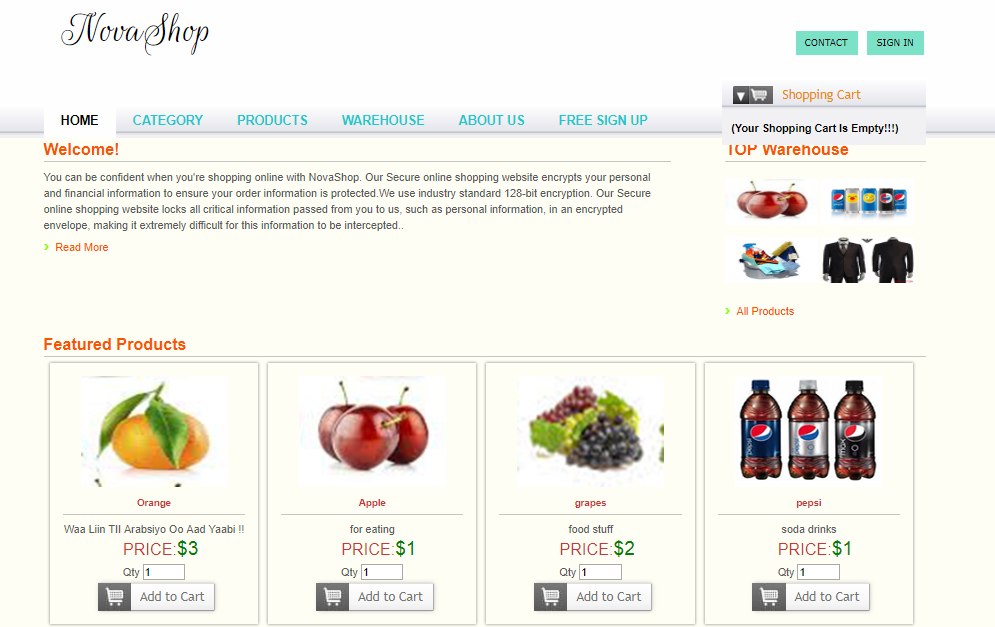 Nova Shop
CONTACT
SIGN IN
Shopping Cart
HOME
CATEGORY
PRODUCTS
WAREHOUSE
ABOUT US
FREE SIGN UP
(Your Shopping Cart Is Empty!!!)
Welcome!
You can be confident when you're shopping online with NovaShop. Our Secure online shopping website encrypts your personal
and financial information to ensure your order information is protected.We use industry standard 128-bit encryption. Our Secure
online shopping website locks all critical information passed from you to us, such as personal information, in an encrypted
envelope, making it extremely difficult for this information to be intercepted..
Read More
TOP Warehouse
All Products
Featured Products
Orange
Waa Liin TII Arabsiyo Oo Aad Yaabi !!
PRICE:$3
Qty 1
Add to Cart
Apple
for eating
PRICE:$1
Qty 1
Add to Cart
grapes
food stuff
PRICE:$2
Qty 1
Add to Cart
pepsi
pepsi
max
soda drinks
PRICE:$1
Qty 1
Add to Cart